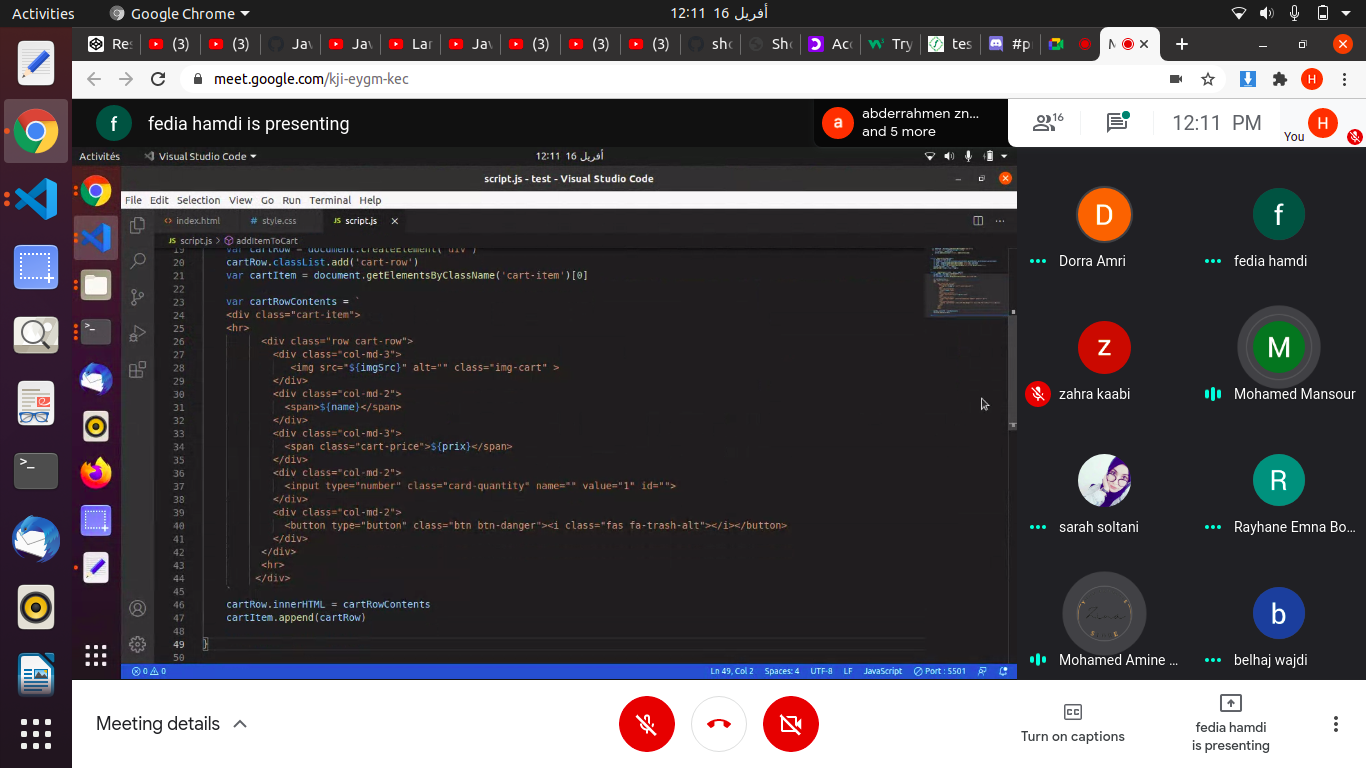 Activities
Google Chrome
12:11 16 أفريل
Res
(3)
(3)
Jav
Jav
Lar
Jav
(3)
(3)
(3)
sho
Sho
Acc
Try
tes
#p
meet.google.com/kji-eygm-kec
H
f
fedia hamdi is presenting
a
abderrahmen zn...
and 5 more
16
12:11 PM
You
H
Activités
Visual Studio Code
12:11 16 أفريل
script.js - test - Visual Studio Code
File Edit Selection View Go Run Terminal Help
<> index.html
# style.css
JS script.js
JS script.js > addItemToCart
19 var cartRow = document.createElement('div')
20 cartRow.classList.add('cart-row')
21 var cartItem = document.getElementsByClassName('cart-item')[0]
22
23 var cartRowContents = `
24 <div class="cart-item">
25 <hr>
26 <div class="row cart-row">
27 <div class="col-md-3">
28 <img src="${imgSrc}" alt="" class="img-cart" >
29 </div>
30 <div class="col-md-2">
31 <span>${name}</span>
32 </div>
33 <div class="col-md-3">
34 <span class="cart-price">${prix}</span>
35 </div>
36 <div class="col-md-2">
37 <input type="number" class="card-quantity" name="" value="1" id="">
38 </div>
39 <div class="col-md-2">
40 <button type="button" class="btn btn-danger"><i class="fas fa-trash-alt"></i></button>
41 </div>
42 </div>
43 <hr>
44 </div>
45 `
46 cartRow.innerHTML = cartRowContents
47 cartItem.append(cartRow)
48
49 }
50
0 0
Ln 49, Col 2
Spaces: 4
UTF-8
LF
JavaScript
Port : 5501
D
Dorra Amri
f
fedia hamdi
z
zahra kaabi
M
Mohamed Mansour
sarah soltani
R
Rayhane Emna Bo...
Mohamed Amine ...
b
belhaj wajdi
Meeting details
Turn on captions
fedia hamdi
is presenting